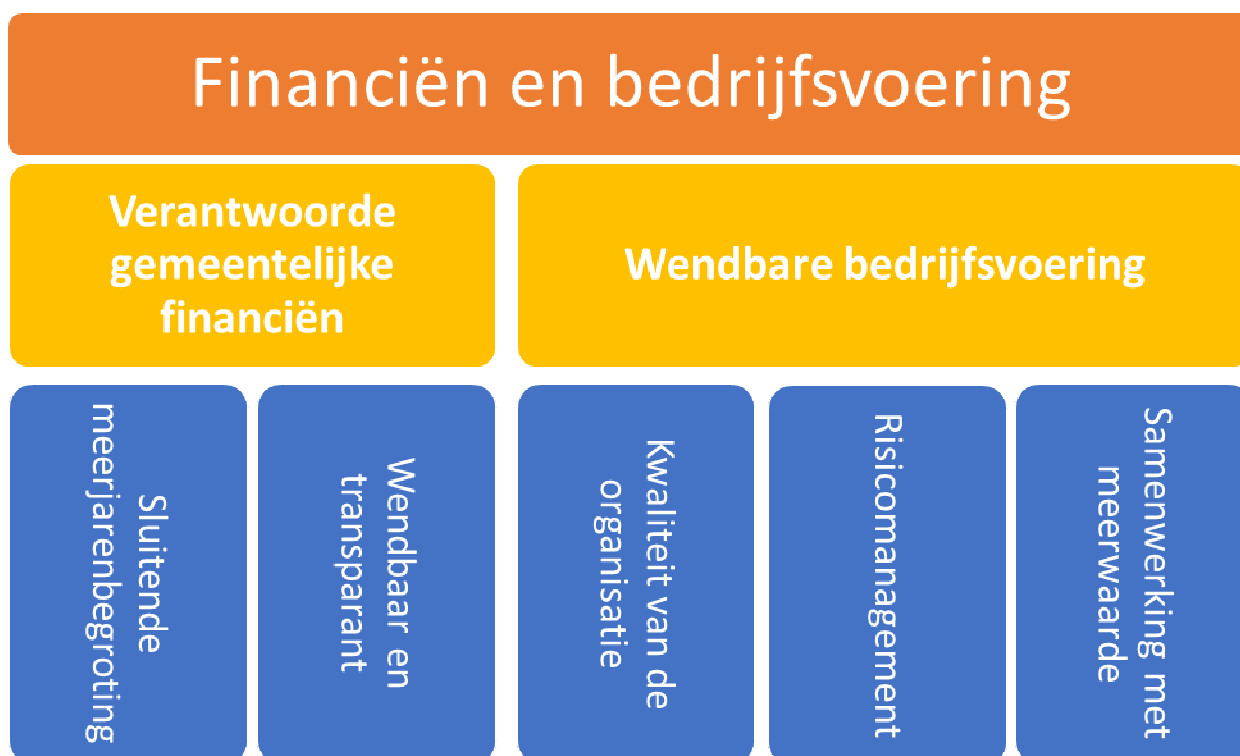 Financiën en bedrijfsvoering
Verantwoorde
gemeentelijke
financiën
Wendbare bedrijfsvoering
Sluitende
meerjarenbegroting
Wendbaar en
transparant
Kwaliteit van de
organisatie
Risicomanagement
Samenwerking met
meerwaarde